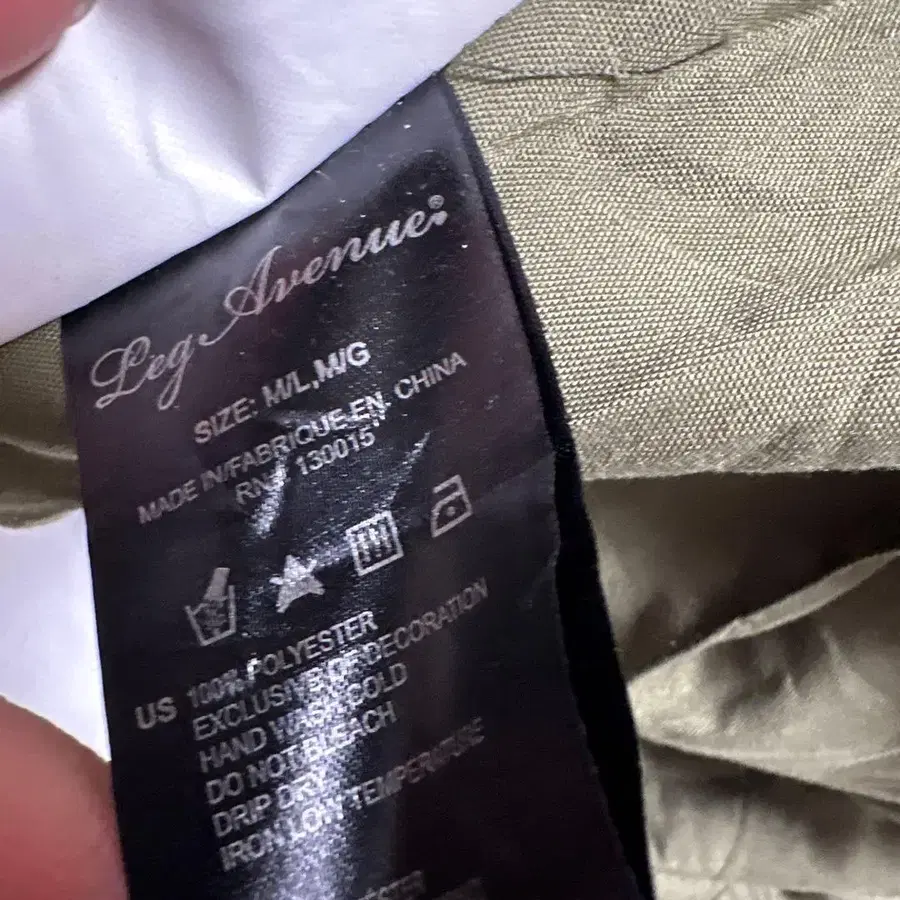 Leg Avenue®
SIZE: M/L,M/G
MADE IN/FABRIQUE EN CHINA
RN# 130015
US 100% POLYESTER
EXCLUSIVE OF DECORATION
HAND WASH COLD
DO NOT BLEACH
DRIP DRY
IRON LOW TEMPERATURE